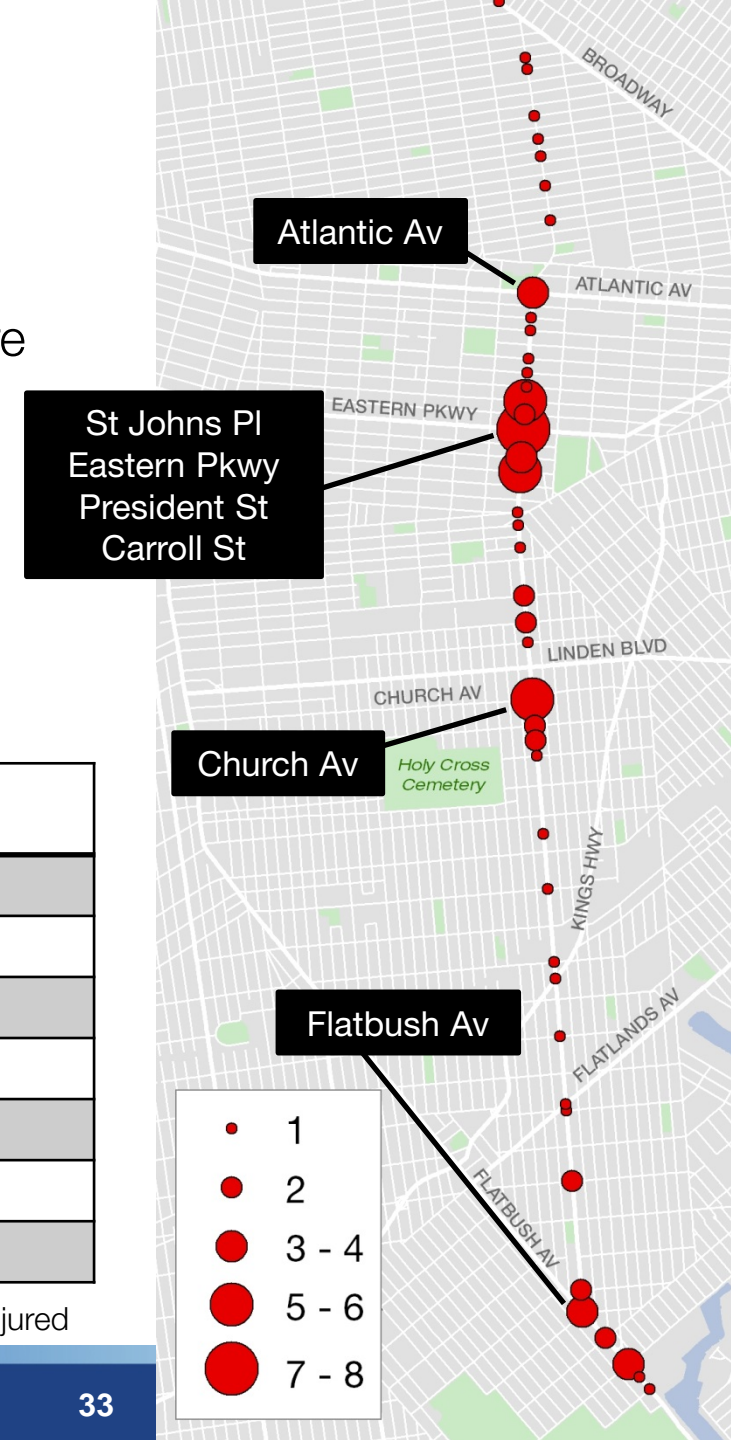 BROADWAY
Atlantic Av
ATLANTIC AV
EASTERN PKWY
St Johns Pl
Eastern Pkwy
President St
Carroll St
LINDEN BLVD
CHURCH AV
Church Av
Holy Cross
Cemetery
KINGS HWY
Flatbush Av
FLATLANDS AV
FLATBUSH AV
1
2
3 - 4
5 - 6
7 - 8
33